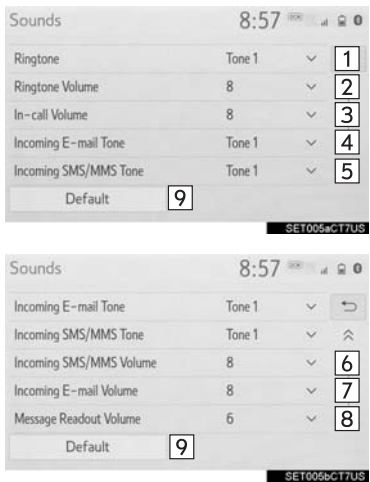 Sounds 8:57
Ringtone Tone 1 1
Ringtone Volume 8 2
In-call Volume 8 3
Incoming E-mail Tone Tone 1 4
Incoming SMS/MMS Tone Tone 1 5
Default 9
SET005aCT7US
Sounds 8:57
Incoming E-mail Tone Tone 1
Incoming SMS/MMS Tone Tone 1
Incoming SMS/MMS Volume 8 6
Incoming E-mail Volume 8 7
Message Readout Volume 6 8
Default 9
SET005bCT7US